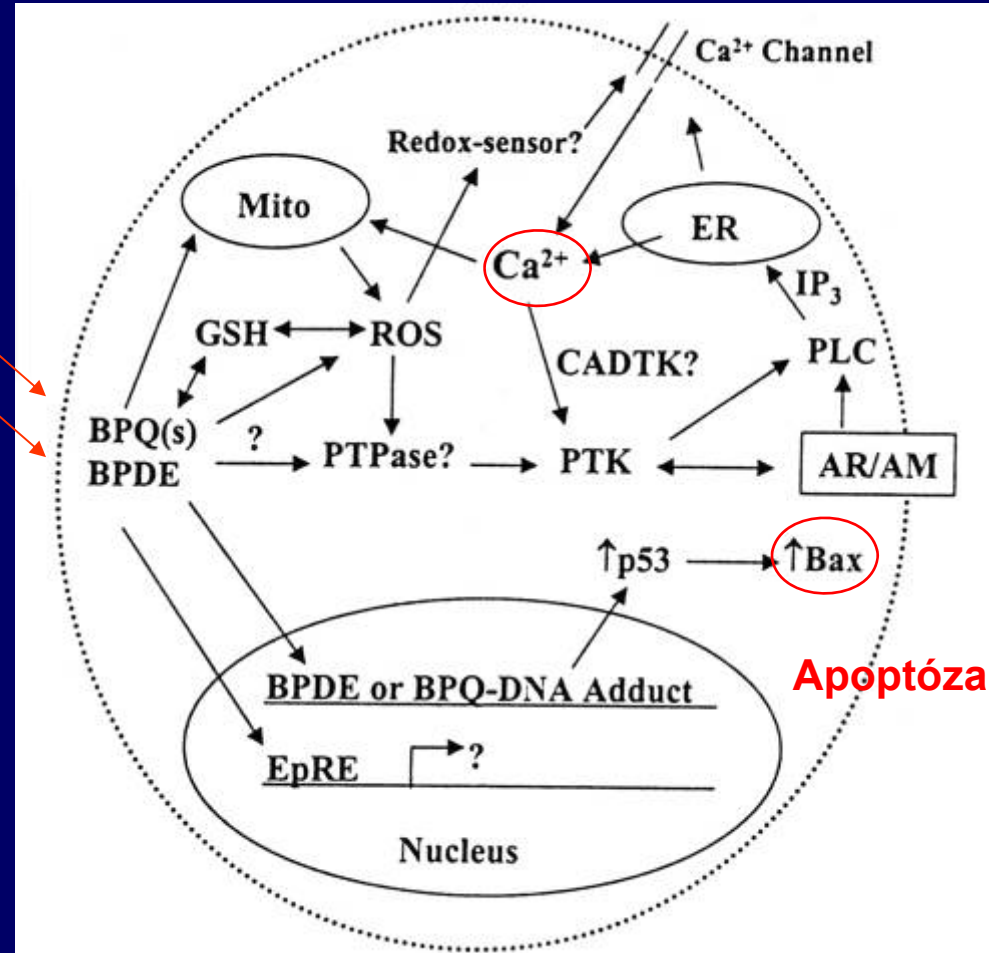 Ca²⁺ Channel
Redox-sensor?
Mito
ER
Ca²⁺
IP₃
GSH
ROS
PLC
CADTK?
BPQ(s)
?
BPDE
PTPase?
PTK
AR/AM
↑p53
↑Bax
BPDE or BPQ-DNA Adduct
Apoptóza
EpRE
?
Nucleus